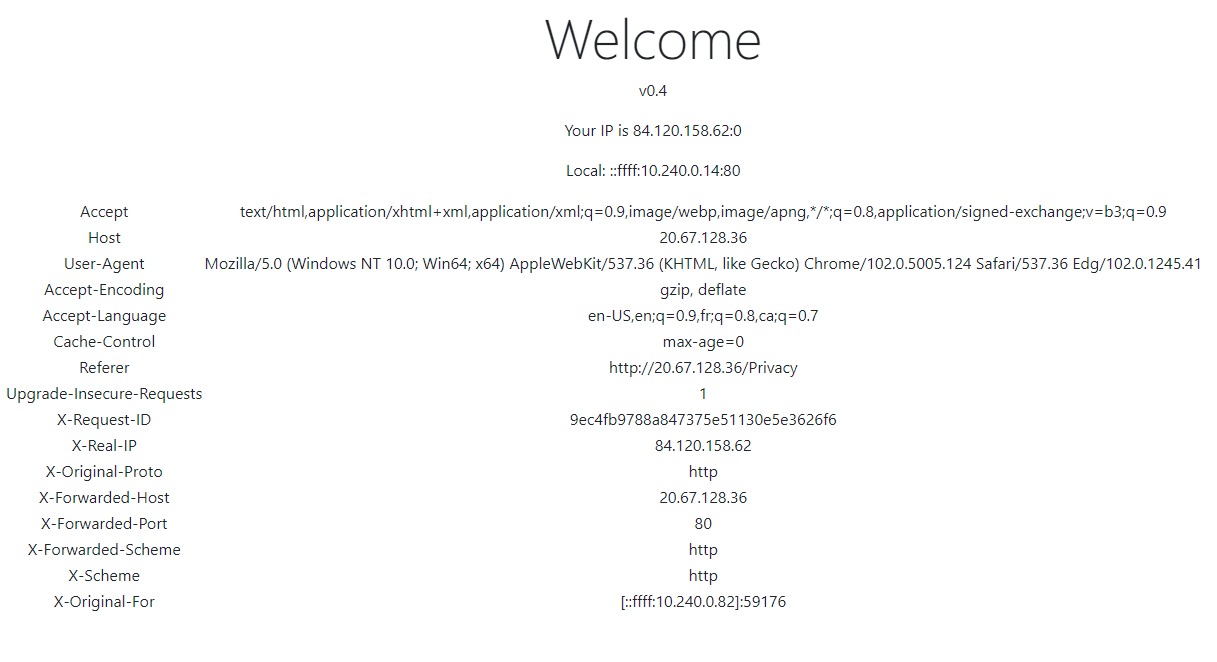 Welcome
v0.4
Your IP is 84.120.158.62:0
Local: ::ffff:10.240.0.14:80
Accept text/html,application/xhtml+xml,application/xml;q=0.9,image/webp,image/apng,*/*;q=0.8,application/signed-exchange;v=b3;q=0.9
Host 20.67.128.36
User-Agent Mozilla/5.0 (Windows NT 10.0; Win64; x64) AppleWebKit/537.36 (KHTML, like Gecko) Chrome/102.0.5005.124 Safari/537.36 Edg/102.0.1245.41
Accept-Encoding gzip, deflate
Accept-Language en-US,en;q=0.9,fr;q=0.8,ca;q=0.7
Cache-Control max-age=0
Referer http://20.67.128.36/Privacy
Upgrade-Insecure-Requests 1
X-Request-ID 9ec4fb9788a847375e51130e5e3626f6
X-Real-IP 84.120.158.62
X-Original-Proto http
X-Forwarded-Host 20.67.128.36
X-Forwarded-Port 80
X-Forwarded-Scheme http
X-Scheme http
X-Original-For [::ffff:10.240.0.82]:59176